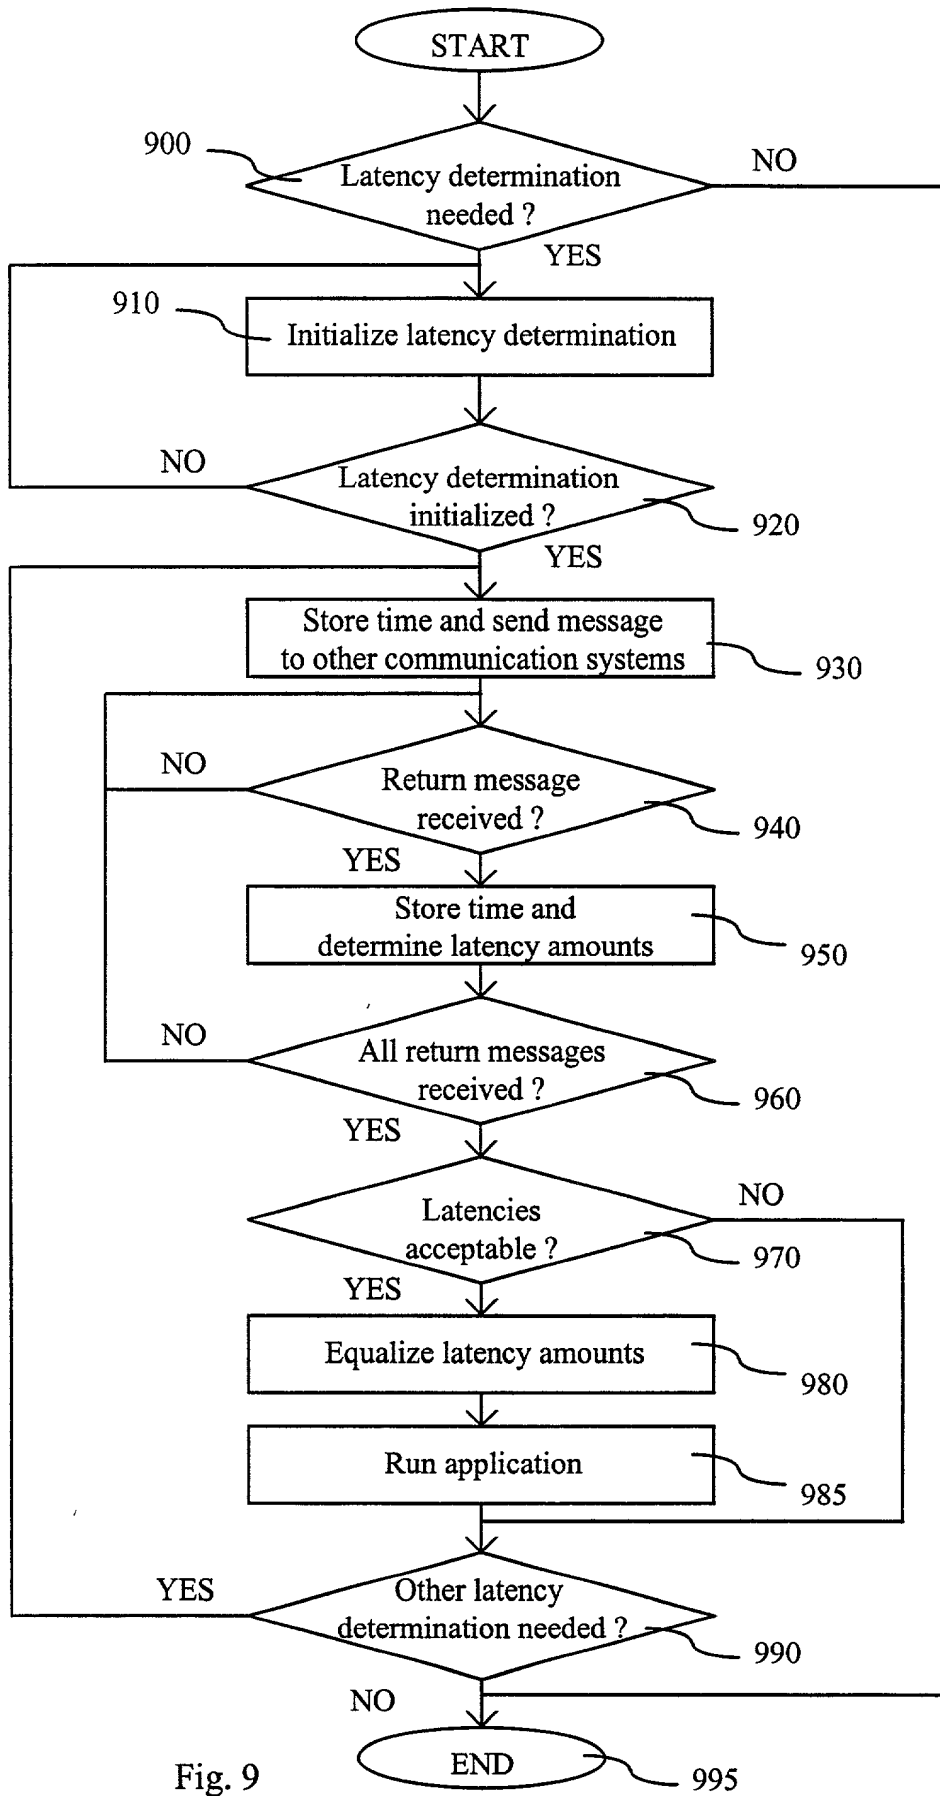 START
900
NO
Latency determination
needed ?
YES
910
Initialize latency determination
NO
Latency determination
initialized ?
920
YES
Store time and send message
to other communication systems
930
NO
Return message
received ?
940
YES
Store time and
determine latency amounts
950
NO
All return messages
received ?
960
YES
NO
Latencies
acceptable ?
970
YES
Equalize latency amounts
980
Run application
985
YES
Other latency
determination needed ?
990
NO
END
995
Fig. 9